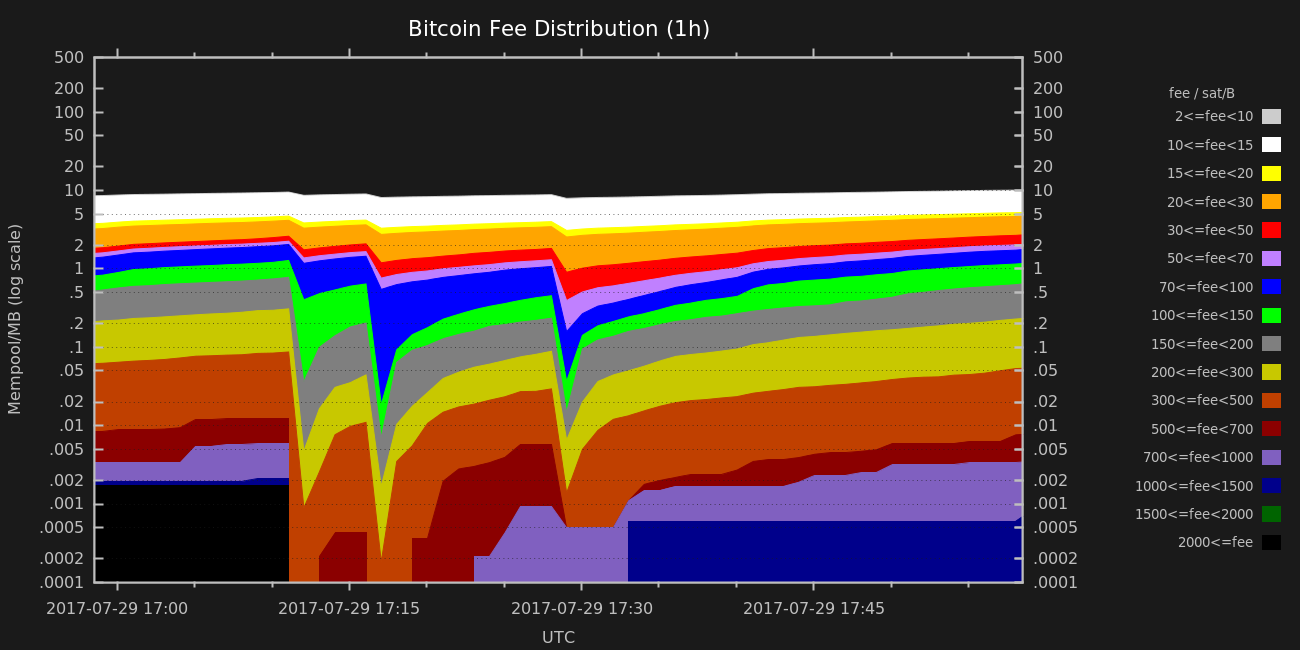 Bitcoin Fee Distribution (1h)
Mempool/MB (log scale)
500
200
100
50
20
10
5
2
1
.5
.2
.1
.05
.02
.01
.005
.002
.001
.0005
.0002
.0001
500
200
100
50
20
10
5
2
1
.5
.2
.1
.05
.02
.01
.005
.002
.001
.0005
.0002
.0001
fee / sat/B
2<=fee<10
10<=fee<15
15<=fee<20
20<=fee<30
30<=fee<50
50<=fee<70
70<=fee<100
100<=fee<150
150<=fee<200
200<=fee<300
300<=fee<500
500<=fee<700
700<=fee<1000
1000<=fee<1500
1500<=fee<2000
2000<=fee
2017-07-29 17:00 2017-07-29 17:15 2017-07-29 17:30 2017-07-29 17:45
UTC